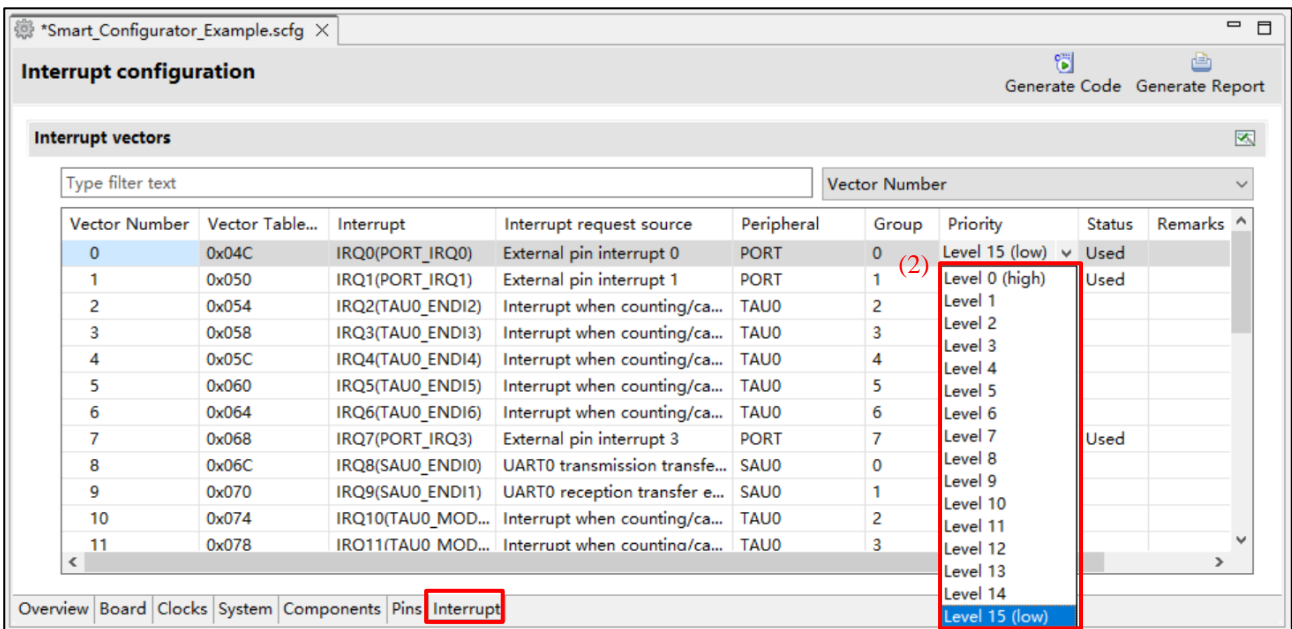 *Smart_Configurator_Example.scfg
Interrupt configuration
Generate Code Generate Report
Interrupt vectors
Type filter text Vector Number
Vector Number Vector Table... Interrupt Interrupt request source Peripheral Group Priority Status Remarks
0 0x04C IRQ0(PORT_IRQ0) External pin interrupt 0 PORT 0 Level 15 (low) Used
(2)
1 0x050 IRQ1(PORT_IRQ1) External pin interrupt 1 PORT 1 Used
2 0x054 IRQ2(TAU0_ENDI2) Interrupt when counting/ca... TAU0 2
3 0x058 IRQ3(TAU0_ENDI3) Interrupt when counting/ca... TAU0 3
4 0x05C IRQ4(TAU0_ENDI4) Interrupt when counting/ca... TAU0 4
5 0x060 IRQ5(TAU0_ENDI5) Interrupt when counting/ca... TAU0 5
6 0x064 IRQ6(TAU0_ENDI6) Interrupt when counting/ca... TAU0 6
7 0x068 IRQ7(PORT_IRQ3) External pin interrupt 3 PORT 7 Used
8 0x06C IRQ8(SAU0_ENDI0) UART0 transmission transfe... SAU0 0
9 0x070 IRQ9(SAU0_ENDI1) UART0 reception transfer e... SAU0 1
10 0x074 IRQ10(TAU0_MOD... Interrupt when counting/ca... TAU0 2
11 0x078 IRQ11(TAU0_MOD... Interrupt when counting/ca... TAU0 3
Level 0 (high)
Level 1
Level 2
Level 3
Level 4
Level 5
Level 6
Level 7
Level 8
Level 9
Level 10
Level 11
Level 12
Level 13
Level 14
Level 15 (low)
Overview Board Clocks System Components Pins Interrupt